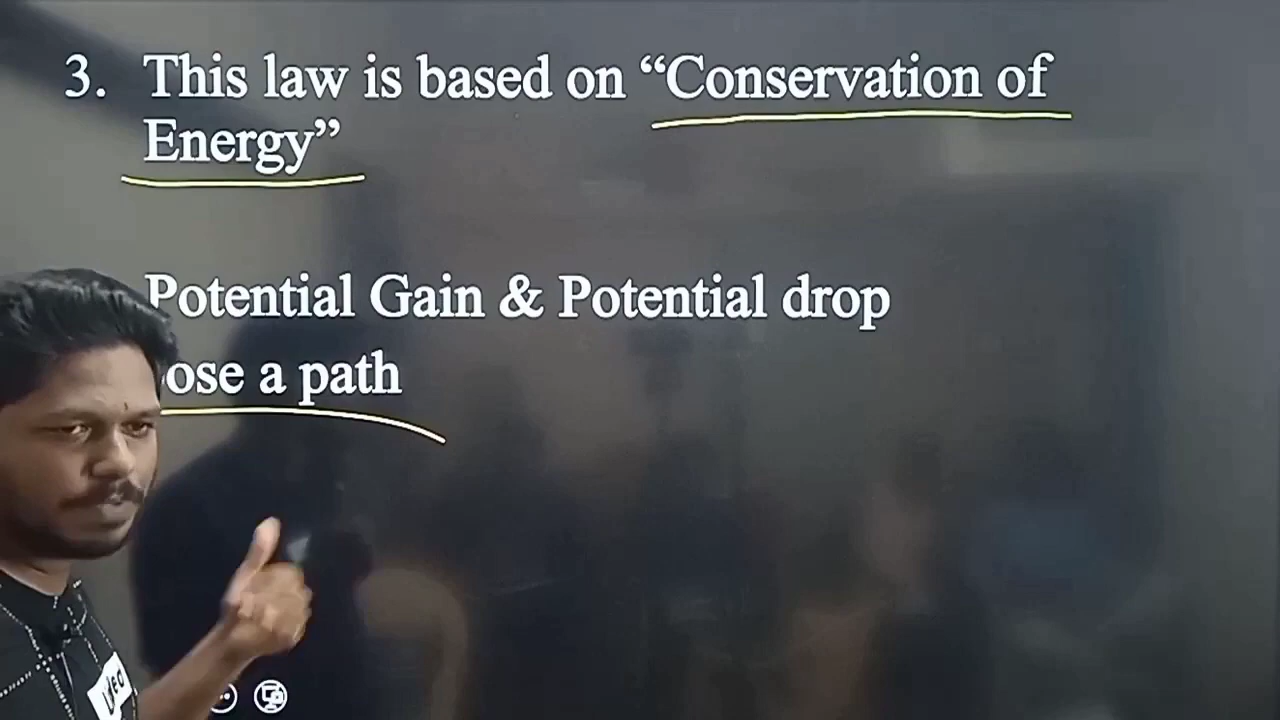 3. This law is based on “Conservation of
Energy”
Potential Gain & Potential drop
ose a path